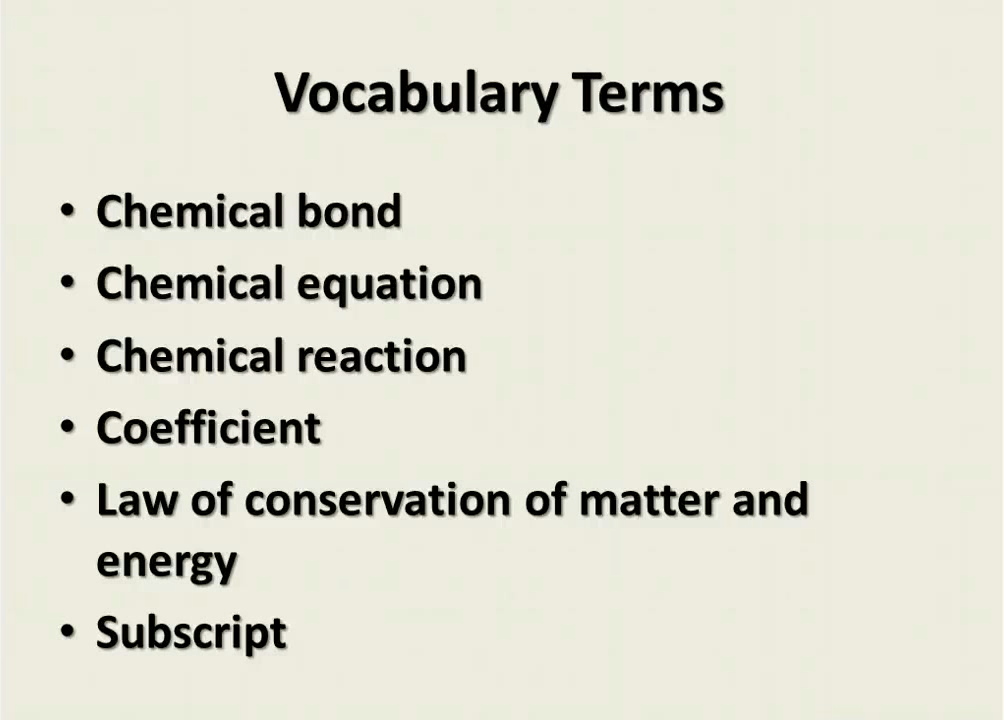 Vocabulary Terms
• Chemical bond
• Chemical equation
• Chemical reaction
• Coefficient
• Law of conservation of matter and
energy
• Subscript